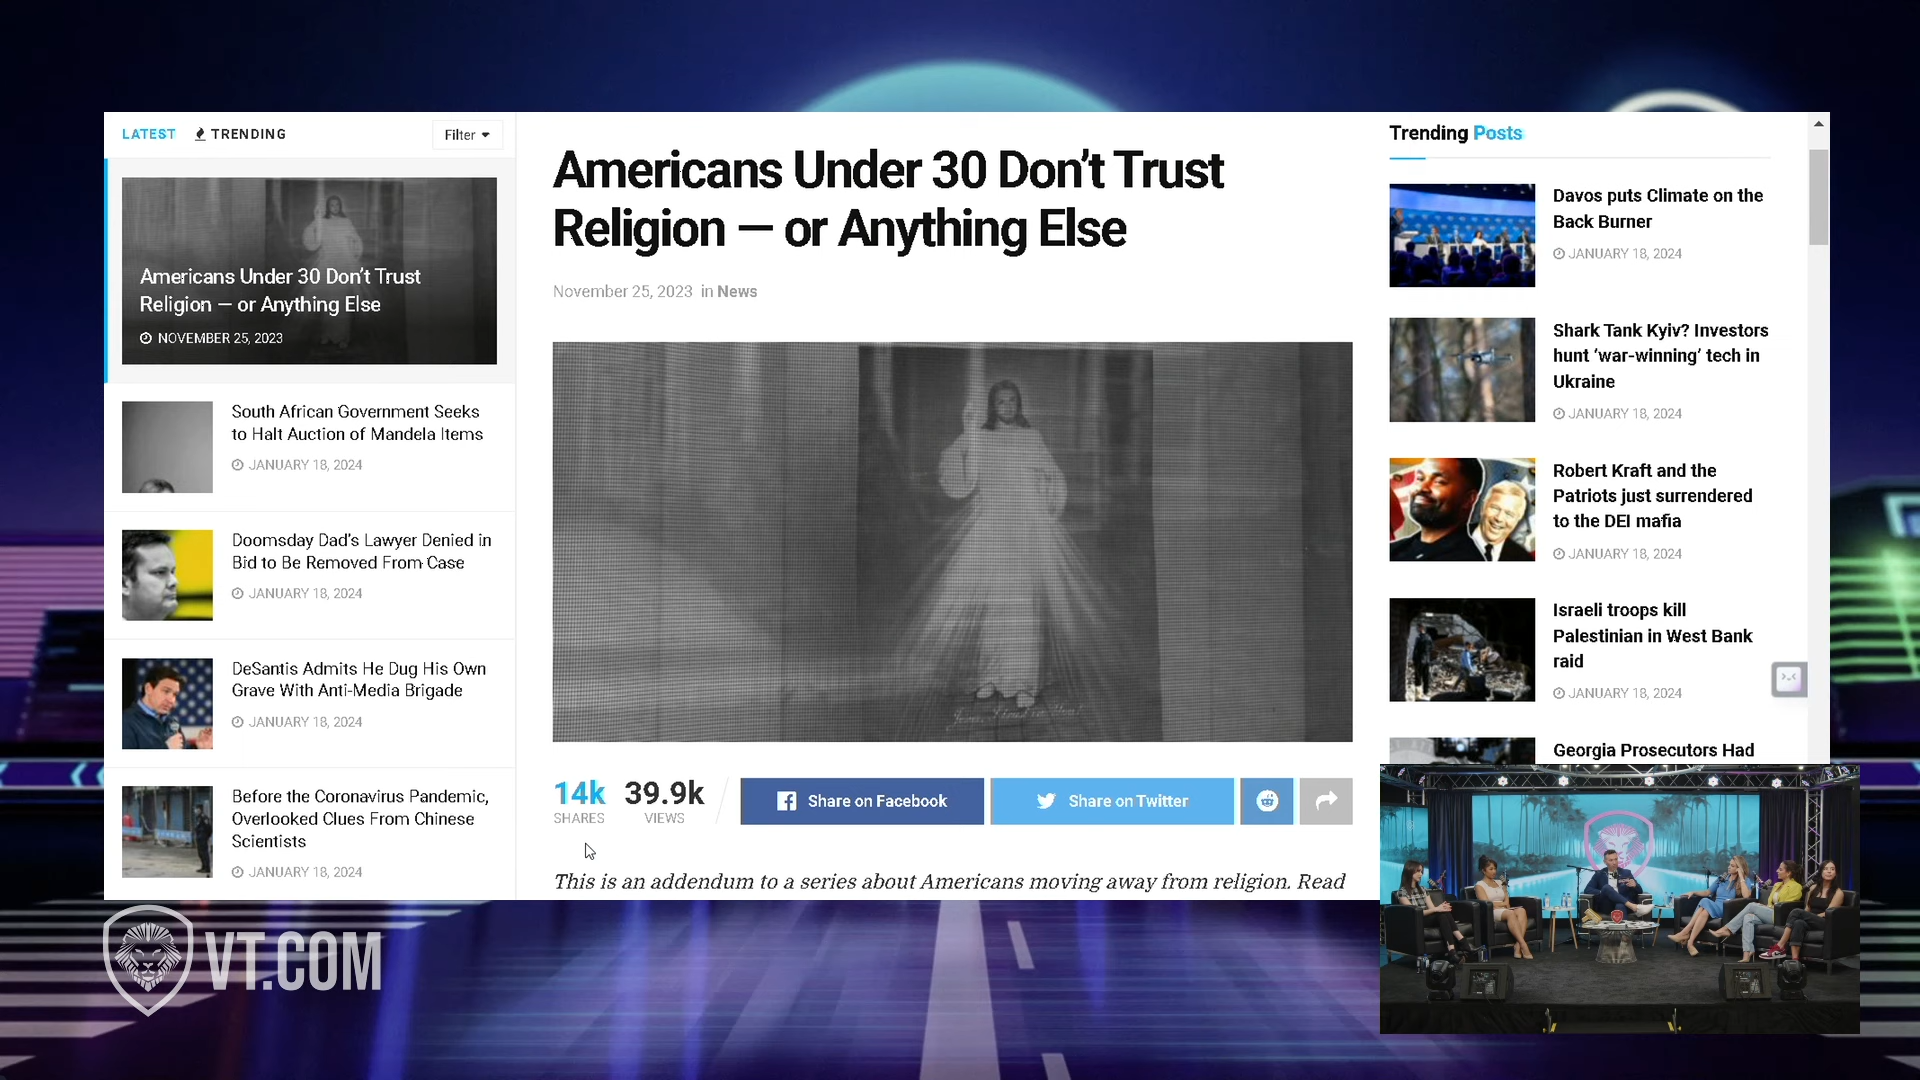 LATEST
TRENDING
Filter
Americans Under 30 Don't Trust
Religion – or Anything Else
NOVEMBER 25, 2023
South African Government Seeks
to Halt Auction of Mandela Items
JANUARY 18, 2024
Doomsday Dad's Lawyer Denied in
Bid to Be Removed From Case
JANUARY 18, 2024
DeSantis Admits He Dug His Own
Grave With Anti-Media Brigade
JANUARY 18, 2024
Before the Coronavirus Pandemic,
Overlooked Clues From Chinese
Scientists
JANUARY 18, 2024
Americans Under 30 Don't Trust
Religion — or Anything Else
November 25, 2023 in News
14k
SHARES
39.9k
VIEWS
Share on Facebook
Share on Twitter
This is an addendum to a series about Americans moving away from religion. Read
Trending Posts
Davos puts Climate on the
Back Burner
JANUARY 18, 2024
Shark Tank Kyiv? Investors
hunt 'war-winning' tech in
Ukraine
JANUARY 18, 2024
Robert Kraft and the
Patriots just surrendered
to the DEI mafia
JANUARY 18, 2024
Israeli troops kill
Palestinian in West Bank
raid
JANUARY 18, 2024
Georgia Prosecutors Had
VT.COM